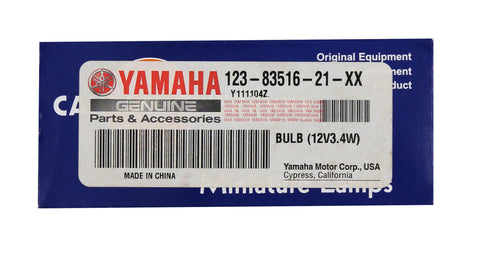 Original Equipment
YAMAHA 123-83516-21-XX
Y111104Z.
GENUINE
Parts & Accessories
BULB (12V3.4W)
Yamaha Motor Corp., USA
MADE IN CHINA
Cypress, California
Miniature Lamps